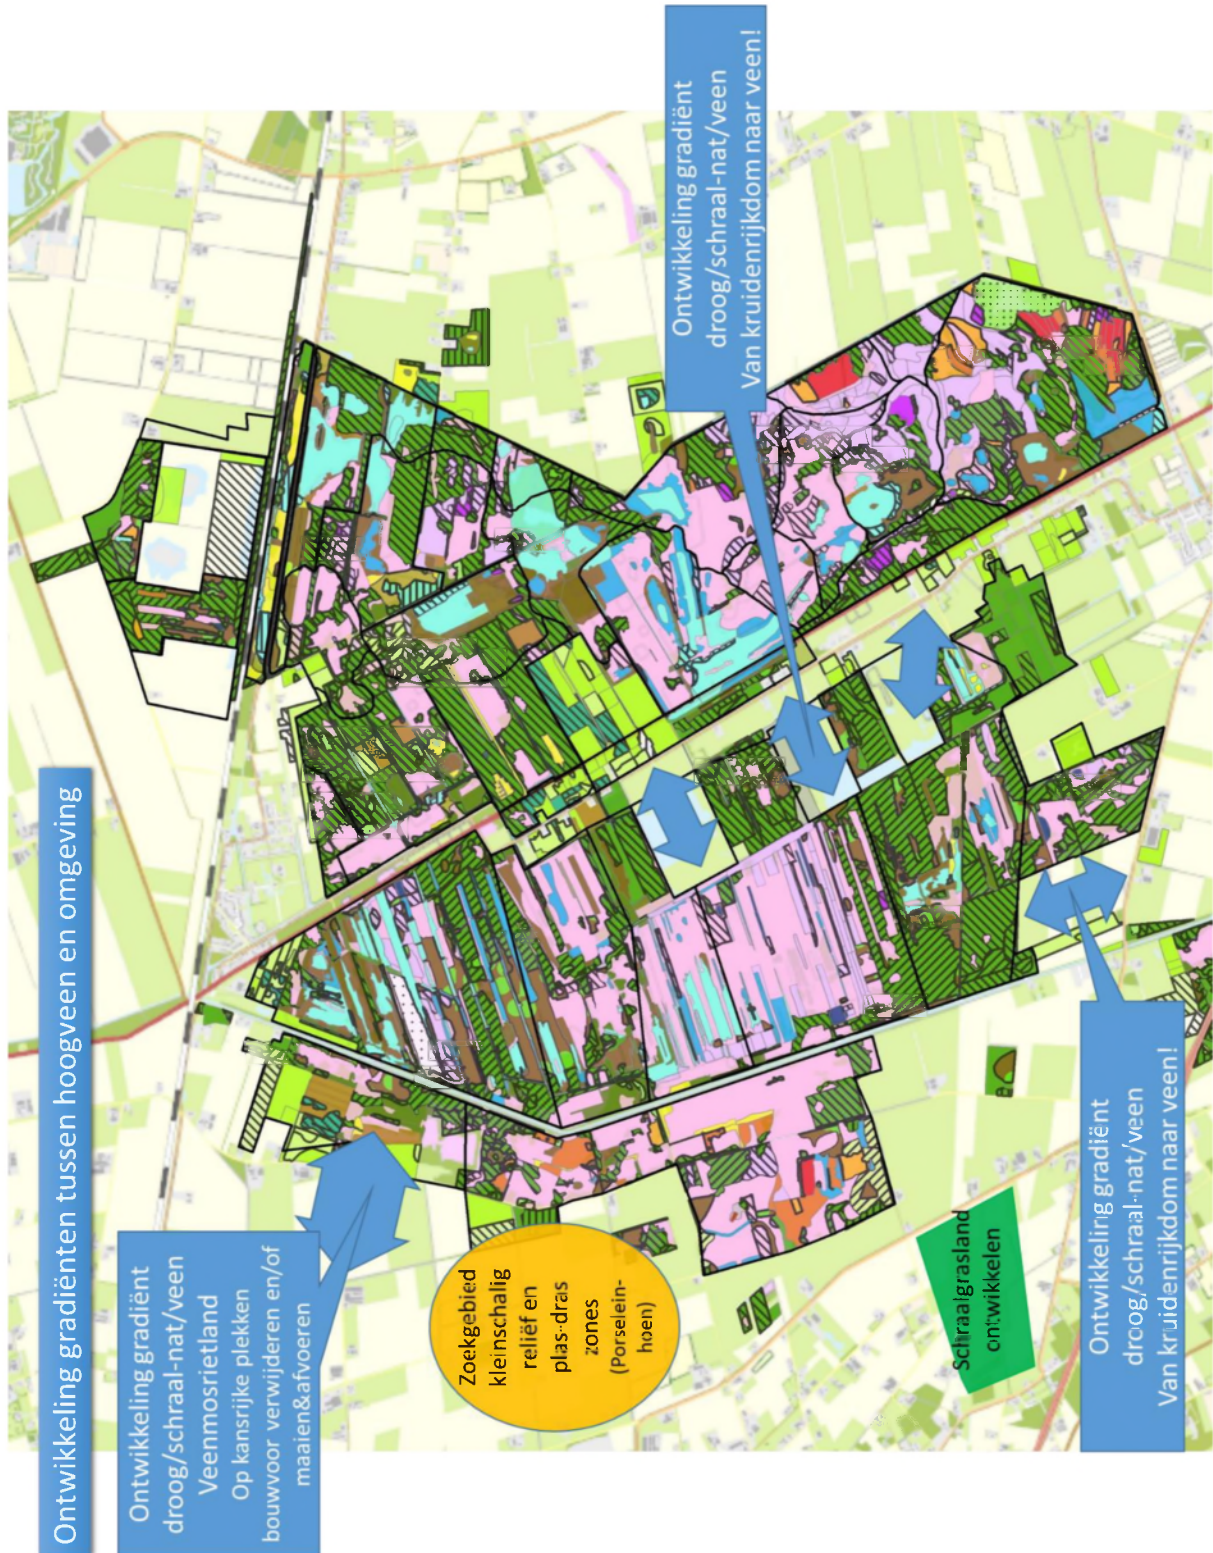 Ontwikkeling gradiënten tussen hoogveen en omgeving
Ontwikkeling gradiënt
droog/schraal-nat/veen
Veenmosrietland
Op kansrijke plekken
bouwvoor verwijderen en/of
maaien&afvoeren
Zoekgebied
kleinschalig
reliëf en
plas-dras
zones
(Porselein-
hoen)
Ontwikkeling gradiënt
droog/schraal-nat/veen
Van kruidenrijkdom naar veen!
Schraalgrasland
ontwikkelen
Ontwikkeling gradiënt
droog/schraal-nat/veen
Van kruidenrijkdom naar veen!